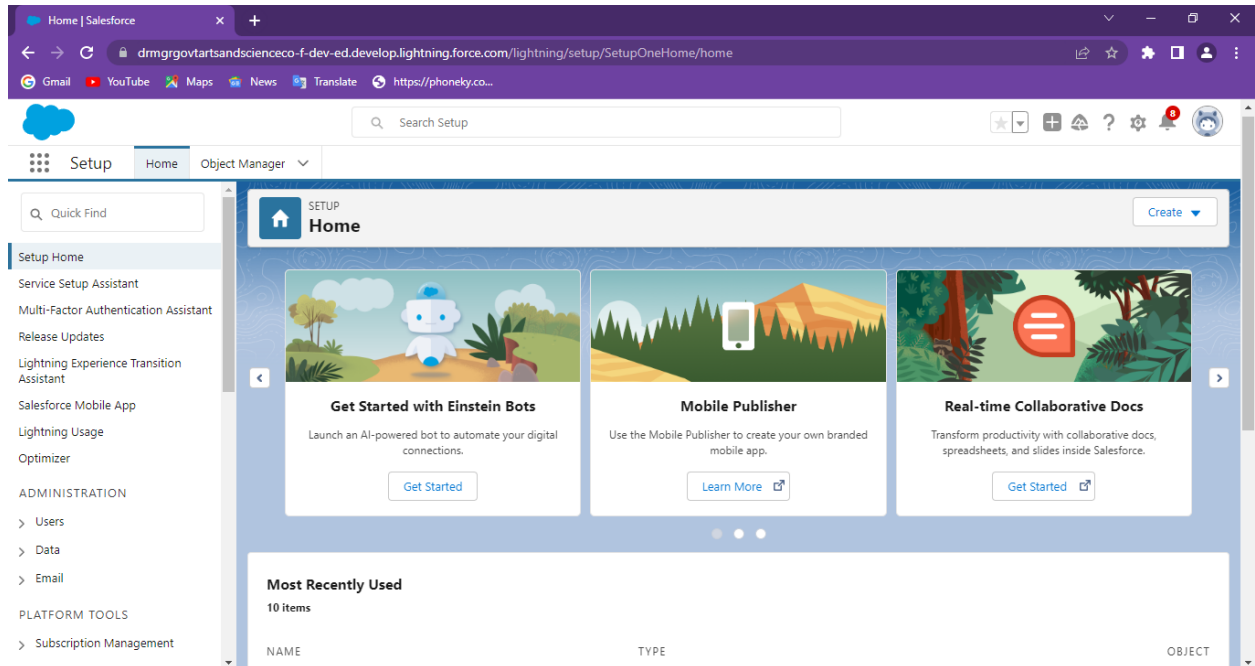 Home | Salesforce
drmgrgovtartsandscienceco-f-dev-ed.develop.lightning.force.com/lightning/setup/SetupOneHome/home
Gmail YouTube Maps News Translate https://phoneky.co...
Search Setup
8
Setup Home Object Manager
Quick Find
Setup Home
Service Setup Assistant
Multi-Factor Authentication Assistant
Release Updates
Lightning Experience Transition
Assistant
Salesforce Mobile App
Lightning Usage
Optimizer
ADMINISTRATION
Users
Data
Email
PLATFORM TOOLS
Subscription Management
SETUP
Home
Create
Get Started with Einstein Bots
Launch an AI-powered bot to automate your digital
connections.
Get Started
Mobile Publisher
Use the Mobile Publisher to create your own branded
mobile app.
Learn More
Real-time Collaborative Docs
Transform productivity with collaborative docs,
spreadsheets, and slides inside Salesforce.
Get Started
Most Recently Used
10 items
NAME TYPE OBJECT